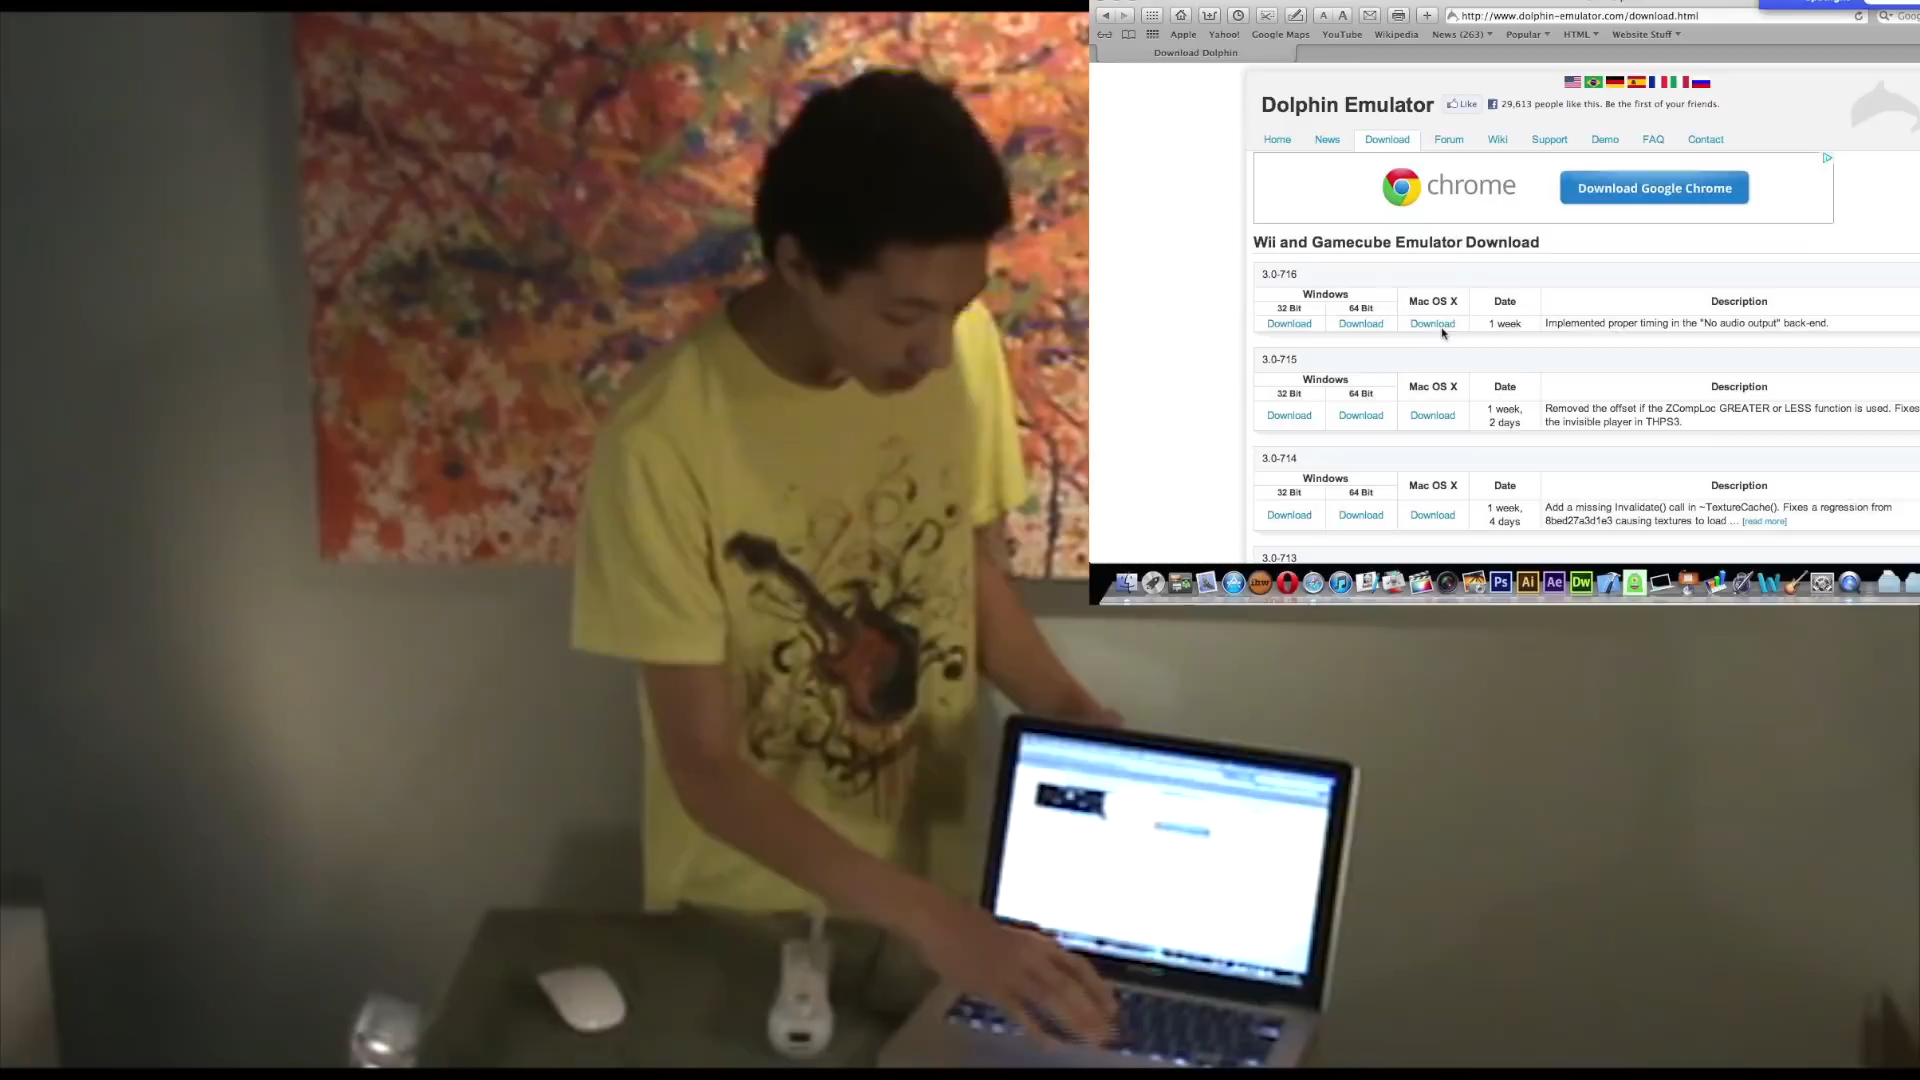 http://www.dolphin-emulator.com/download.html
Apple Yahoo! Google Maps YouTube Wikipedia News (263) Popular HTML Website Stuff
Download Dolphin
Dolphin Emulator Like 29,613 people like this. Be the first of your friends.
Home News Download Forum Wiki Support Demo FAQ Contact
chrome Download Google Chrome
Wii and Gamecube Emulator Download
3.0-716
Windows Mac OS X Date Description
32 Bit 64 Bit
Download Download Download 1 week Implemented proper timing in the "No audio output" back-end.
3.0-715
Windows Mac OS X Date Description
32 Bit 64 Bit
Download Download Download 1 week, 2 days Removed the offset if the ZCompLoc GREATER or LESS function is used. Fixes
the invisible player in THPS3.
3.0-714
Windows Mac OS X Date Description
32 Bit 64 Bit
Download Download Download 1 week, 4 days Add a missing Invalidate() call in ~TextureCache(). Fixes a regression from
8bed27a3d1e3 causing textures to load ... [read more]
3.0-713
Ps Ai Ae Dw